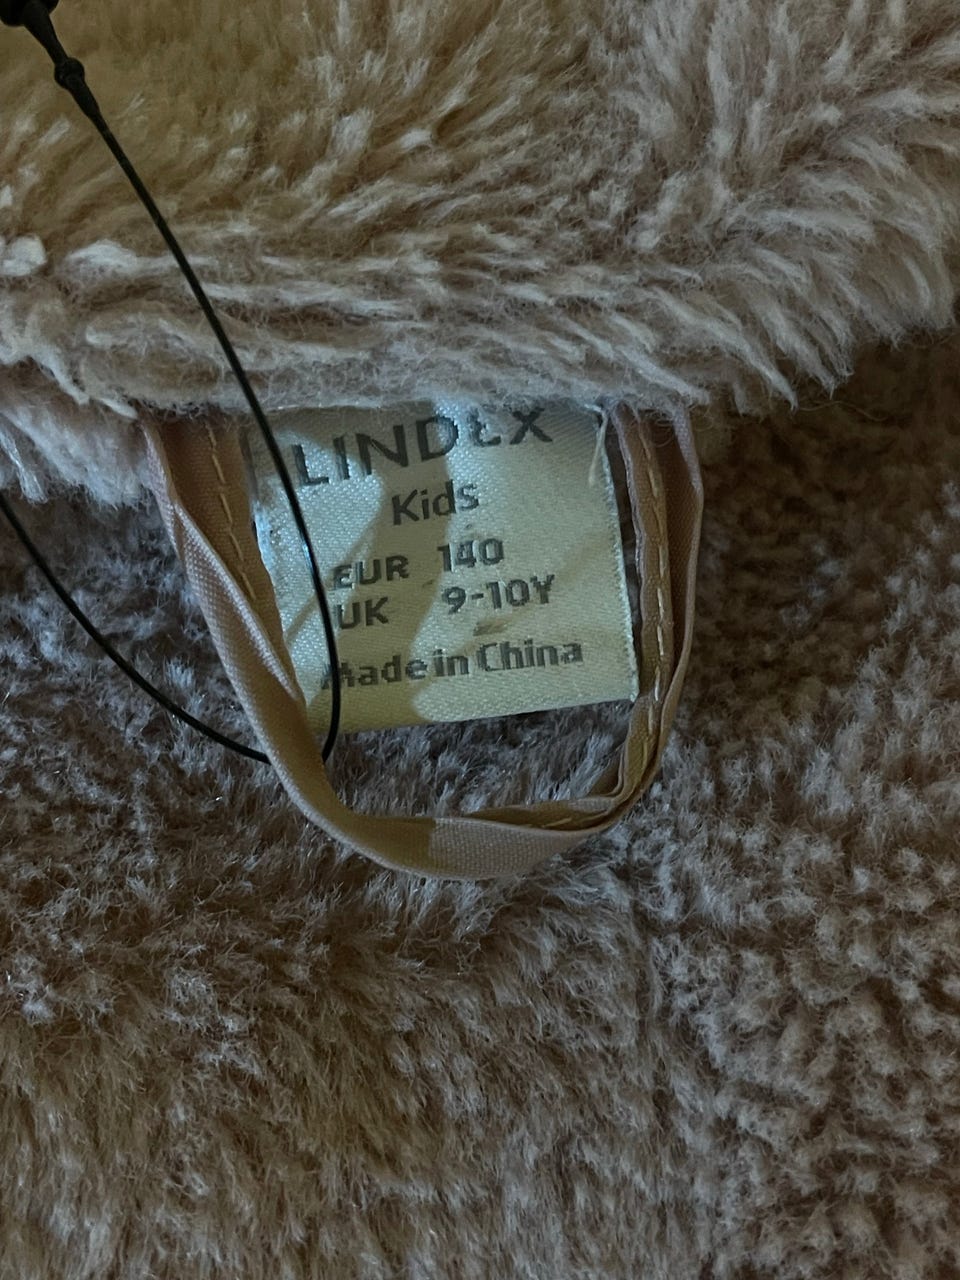 LINDEX
Kids
EUR 140
UK 9-10Y
Made in China